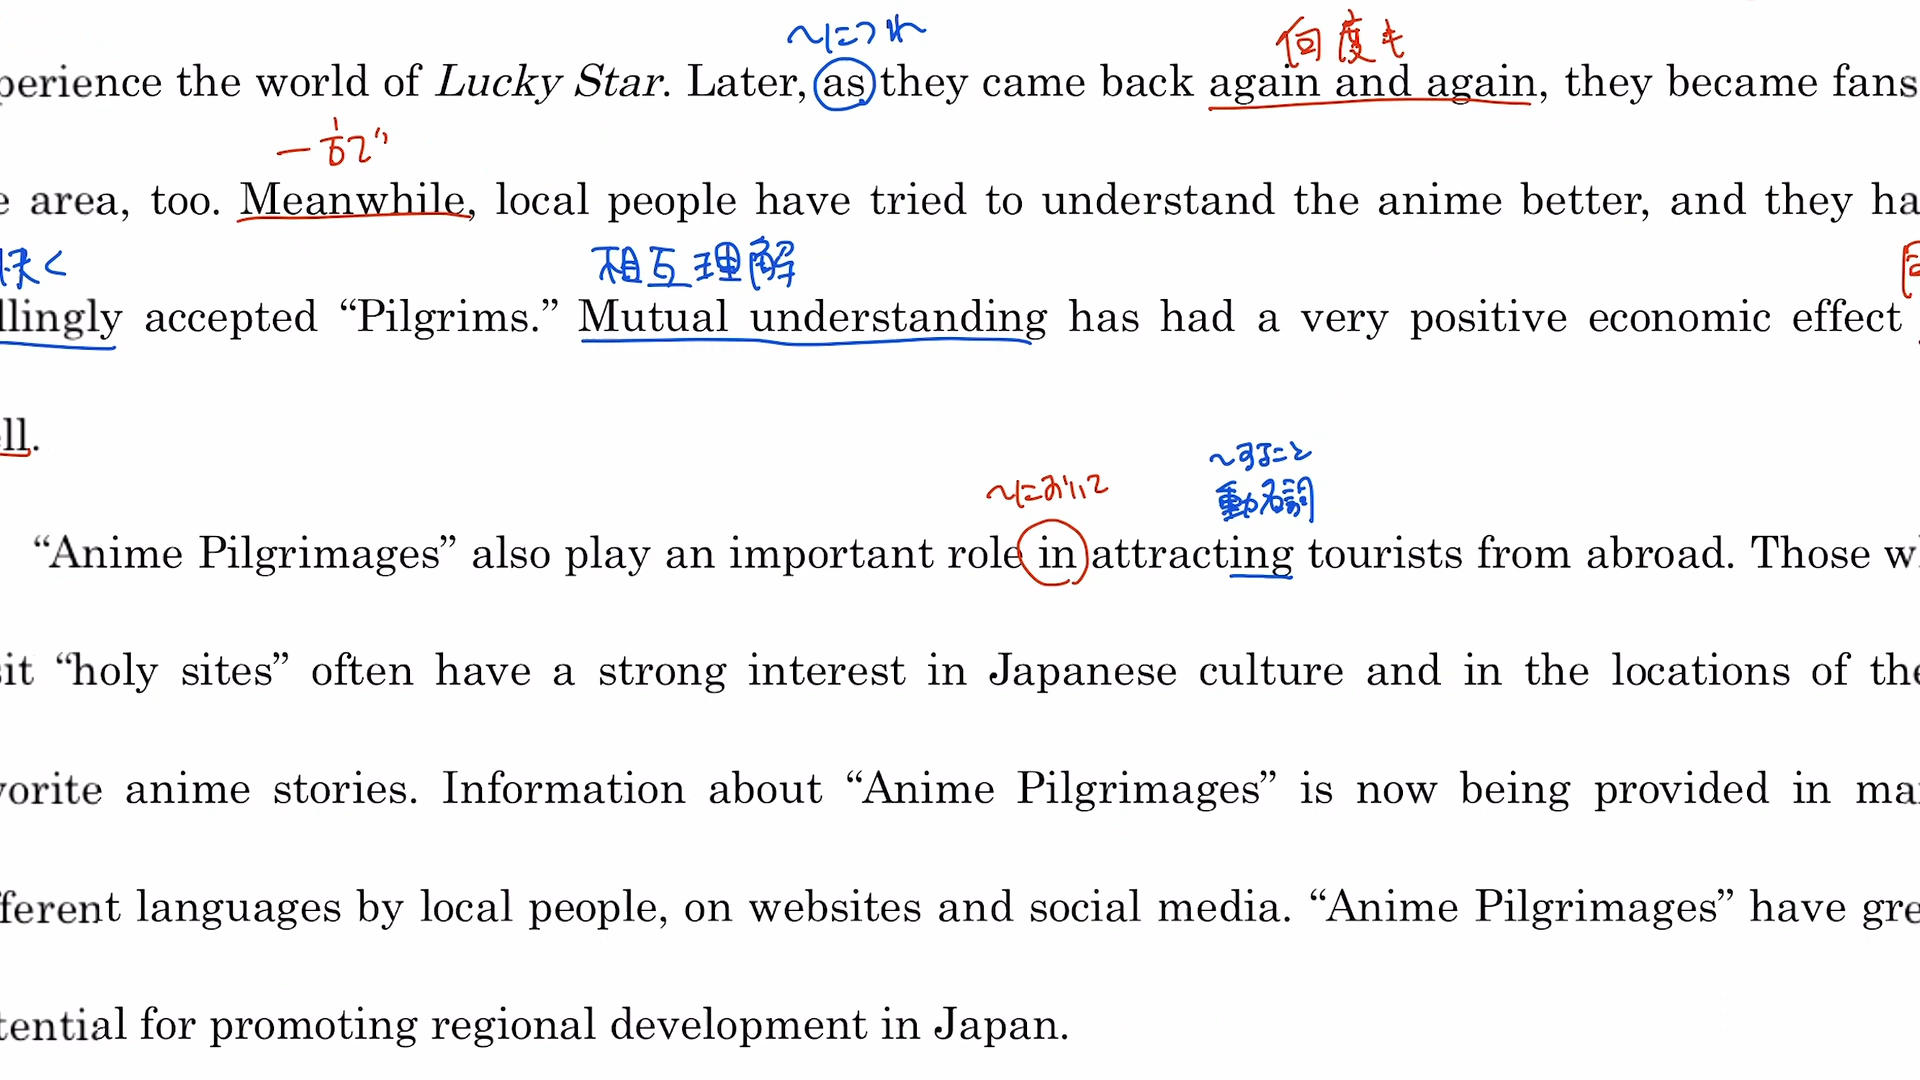 ～につれ 何度も
perience the world of Lucky Star. Later, as they came back again and again, they became fans
一方で
e area, too. Meanwhile, local people have tried to understand the anime better, and they ha
快く 相互理解
llingly accepted “Pilgrims.” Mutual understanding has had a very positive economic effect
ell.
～すること
～において 動名詞
“Anime Pilgrimages” also play an important role in attracting tourists from abroad. Those w
sit “holy sites” often have a strong interest in Japanese culture and in the locations of the
vorite anime stories. Information about “Anime Pilgrimages” is now being provided in ma
fferent languages by local people, on websites and social media. “Anime Pilgrimages” have gre
tential for promoting regional development in Japan.